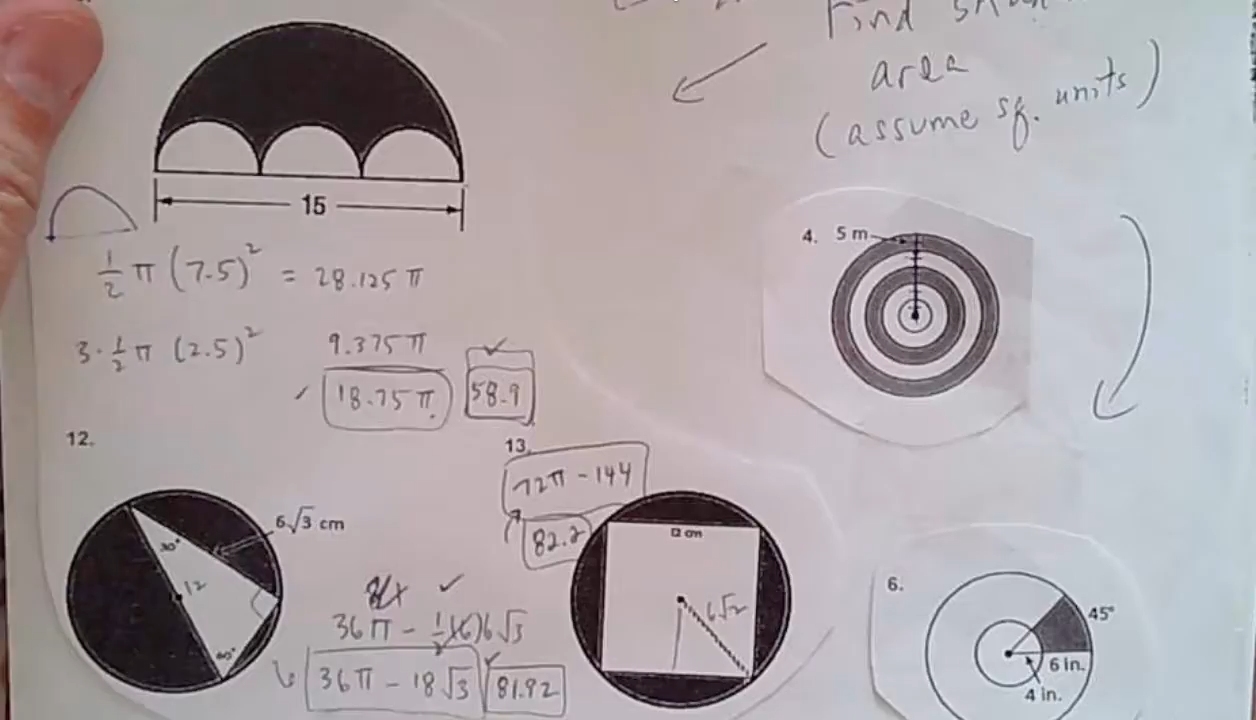 Find
area
(assume sq. units)
15
½ π (7.5)² = 28.125 π
3 · ½ π (2.5)² 9.375 π
✓ 18.75 π 58.9 ✓
4. 5 m
12.
30°
12
60°
6√3 cm
36 π - ½ (6) 6√3
36 π - 18√3 81.92
13.
72π - 144
82.2
12 cm
6√2
6.
45°
6 in.
4 in.